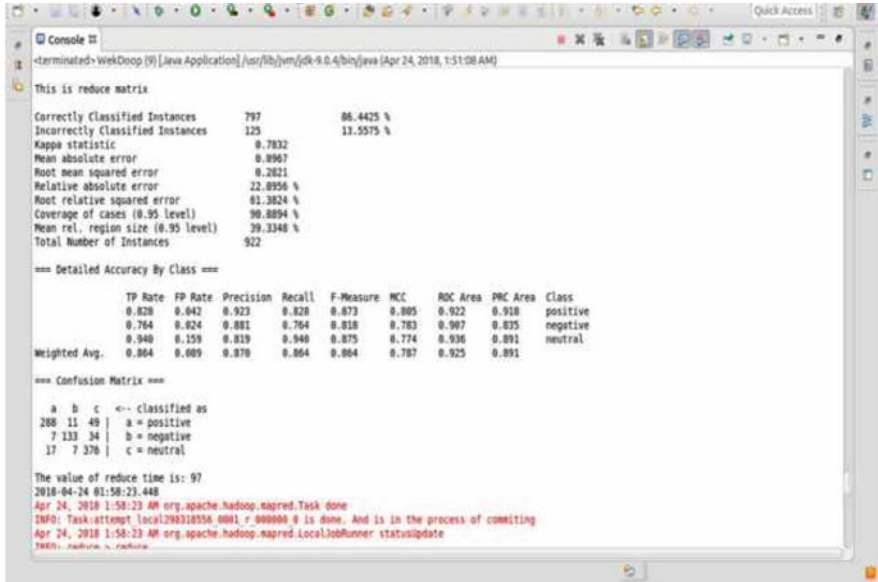 Quick Access
Console
<terminated> WekDoop (9) [Java Application] /usr/lib/jvm/jdk-9.0.4/bin/java (Apr 24, 2018, 1:51:08 AM)
This is reduce matrix
Correctly Classified Instances 797 86.4425 %
Incorrectly Classified Instances 125 13.5575 %
Kappa statistic 0.7832
Mean absolute error 0.0967
Root mean squared error 0.2821
Relative absolute error 22.8956 %
Root relative squared error 61.3824 %
Coverage of cases (0.95 level) 90.8894 %
Mean rel. region size (0.95 level) 39.3348 %
Total Number of Instances 922
=== Detailed Accuracy By Class ===
TP Rate FP Rate Precision Recall F-Measure MCC ROC Area PRC Area Class
0.828 0.042 0.923 0.828 0.873 0.805 0.922 0.918 positive
0.764 0.024 0.881 0.764 0.818 0.783 0.907 0.835 negative
0.940 0.159 0.819 0.940 0.875 0.774 0.936 0.891 neutral
Weighted Avg. 0.864 0.089 0.870 0.864 0.864 0.787 0.925 0.891
=== Confusion Matrix ===
a b c <-- classified as
288 11 49 | a = positive
7 133 34 | b = negative
17 7 376 | c = neutral
The value of reduce time is: 97
2018-04-24 01:58:23.448
Apr 24, 2018 1:58:23 AM org.apache.hadoop.mapred.Task done
INFO: Task:attempt_local298318556_0001_r_000000_0 is done. And is in the process of commiting
Apr 24, 2018 1:58:23 AM org.apache.hadoop.mapred.LocalJobRunner statusUpdate
INFO: reduce > reduce